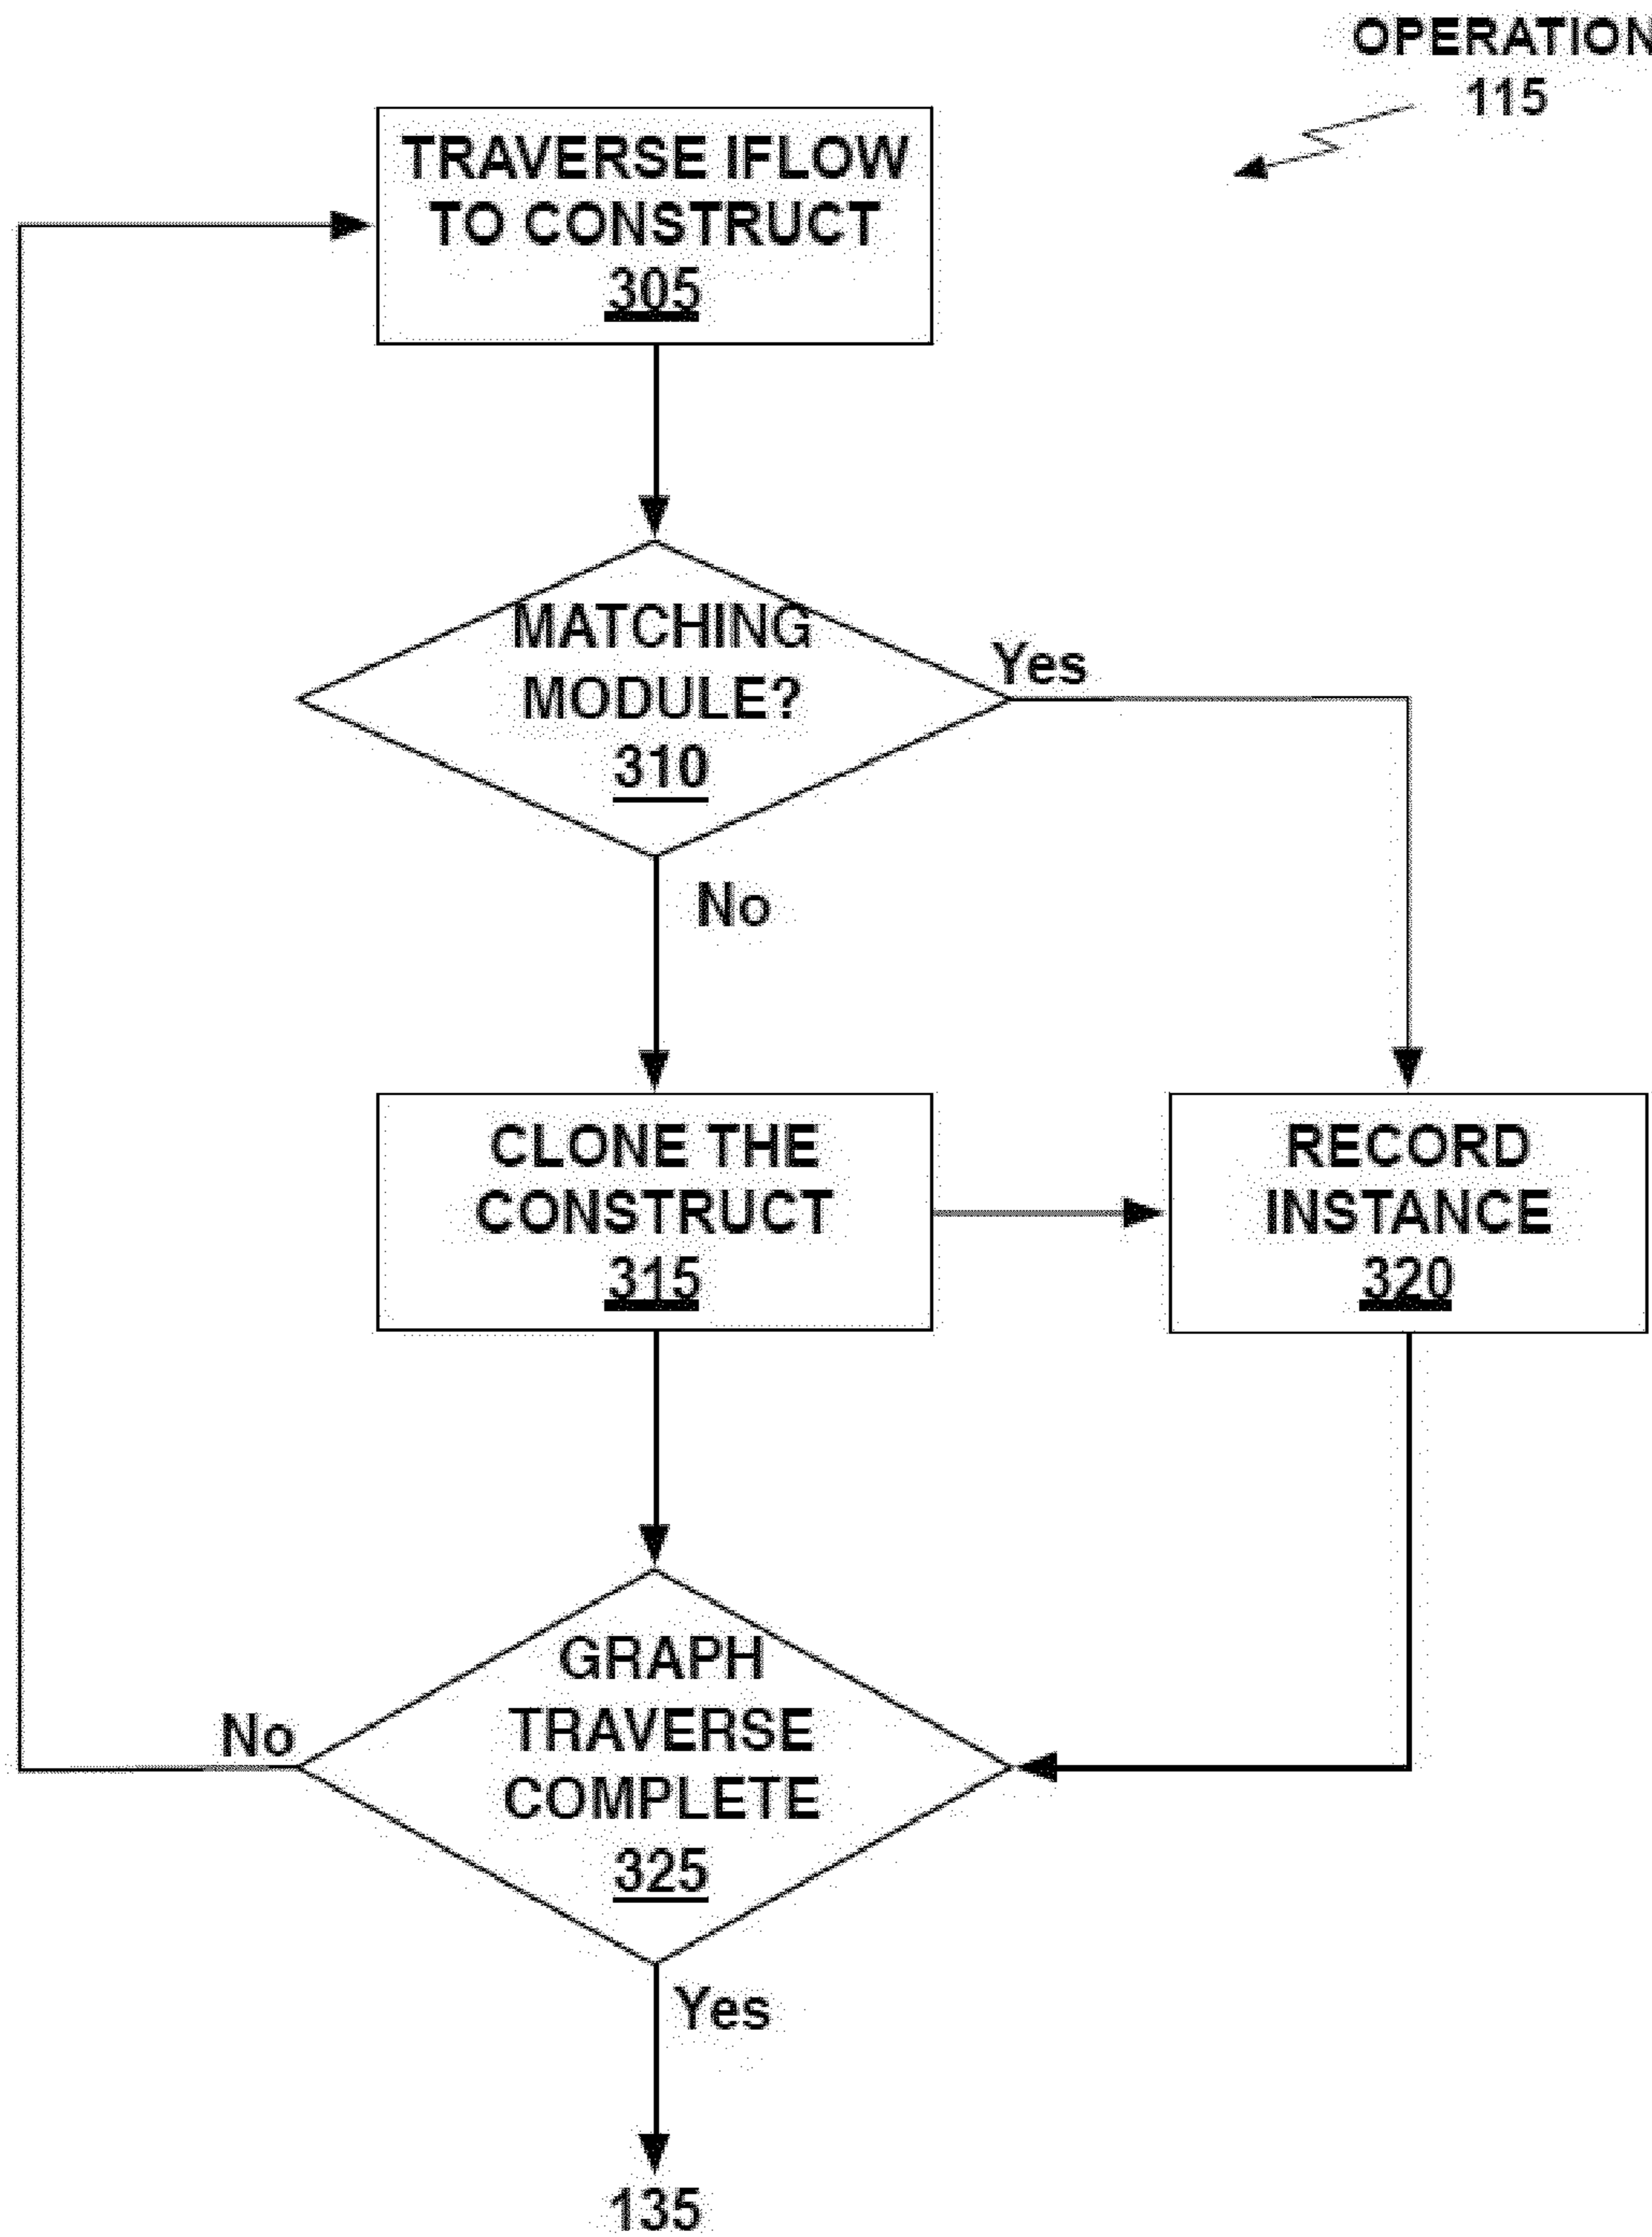 OPERATION
115
TRAVERSE IFLOW
TO CONSTRUCT
305
MATCHING
MODULE?
310
Yes
No
CLONE THE
CONSTRUCT
315
RECORD
INSTANCE
320
GRAPH
TRAVERSE
COMPLETE
325
No
Yes
135